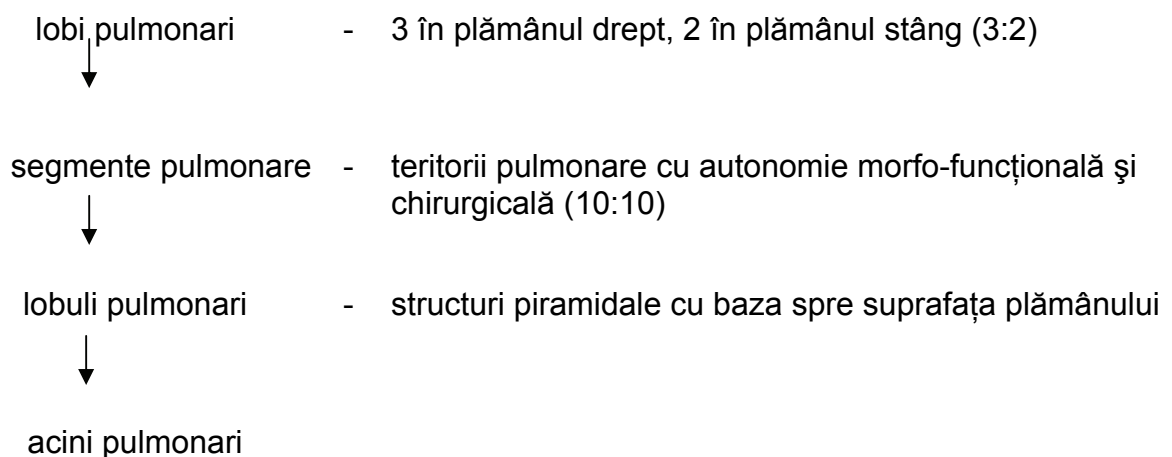 lobi pulmonari - 3 în plămânul drept, 2 în plămânul stâng (3:2)
segmente pulmonare - teritorii pulmonare cu autonomie morfo-funcțională şi
chirurgicală (10:10)
lobuli pulmonari - structuri piramidale cu baza spre suprafața plămânului
acini pulmonari